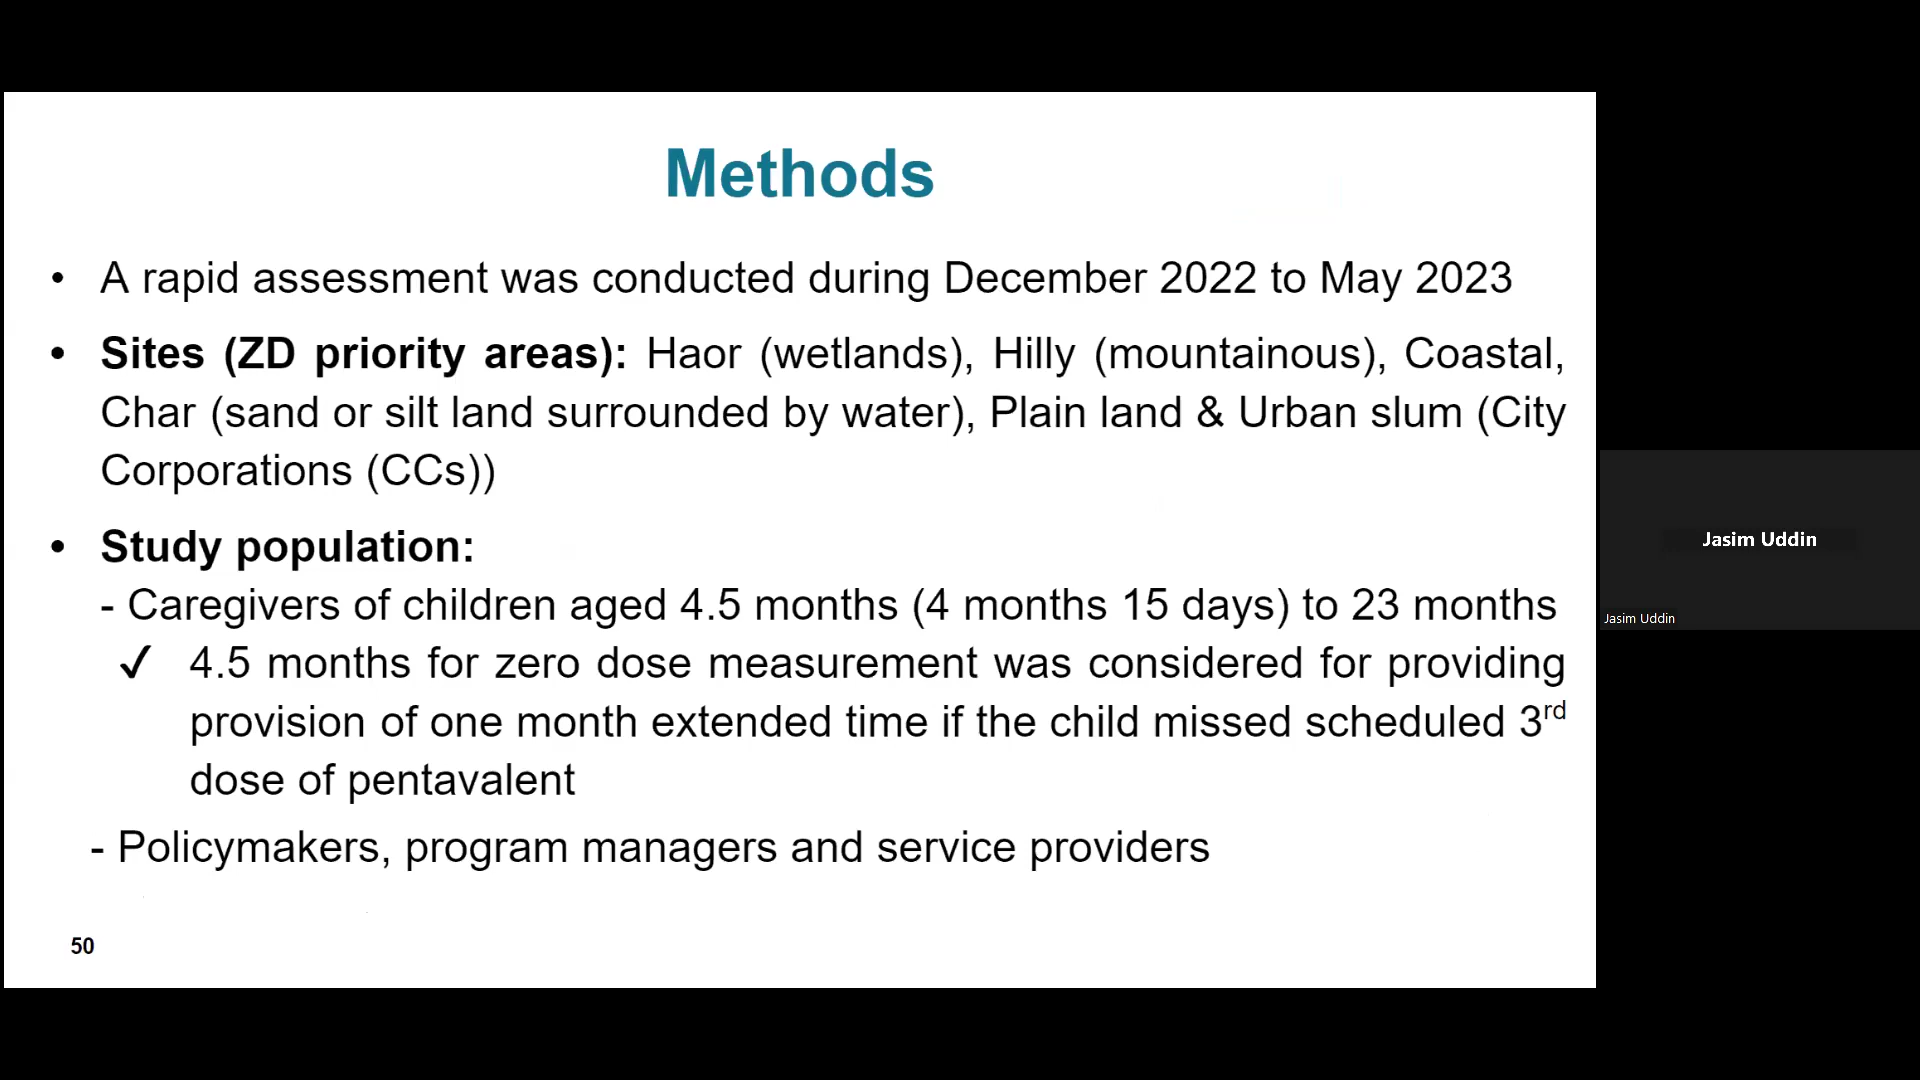 Methods
• A rapid assessment was conducted during December 2022 to May 2023
• Sites (ZD priority areas): Haor (wetlands), Hilly (mountainous), Coastal,
Char (sand or silt land surrounded by water), Plain land & Urban slum (City
Corporations (CCs))
• Study population:
- Caregivers of children aged 4.5 months (4 months 15 days) to 23 months
✓ 4.5 months for zero dose measurement was considered for providing
provision of one month extended time if the child missed scheduled 3rd
dose of pentavalent
- Policymakers, program managers and service providers
50
Jasim Uddin
Jasim Uddin